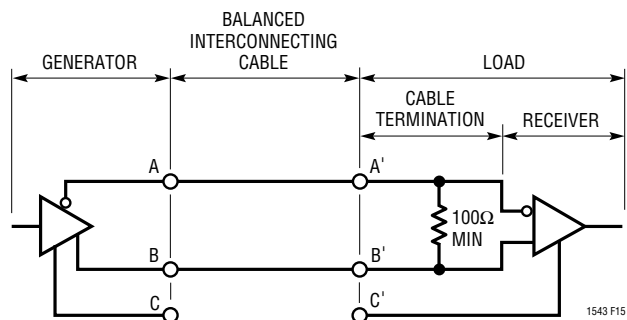 BALANCED
INTERCONNECTING
CABLE
GENERATOR
LOAD
CABLE
TERMINATION
RECEIVER
A
A'
100Ω
MIN
B
B'
C
C'
1543 F15